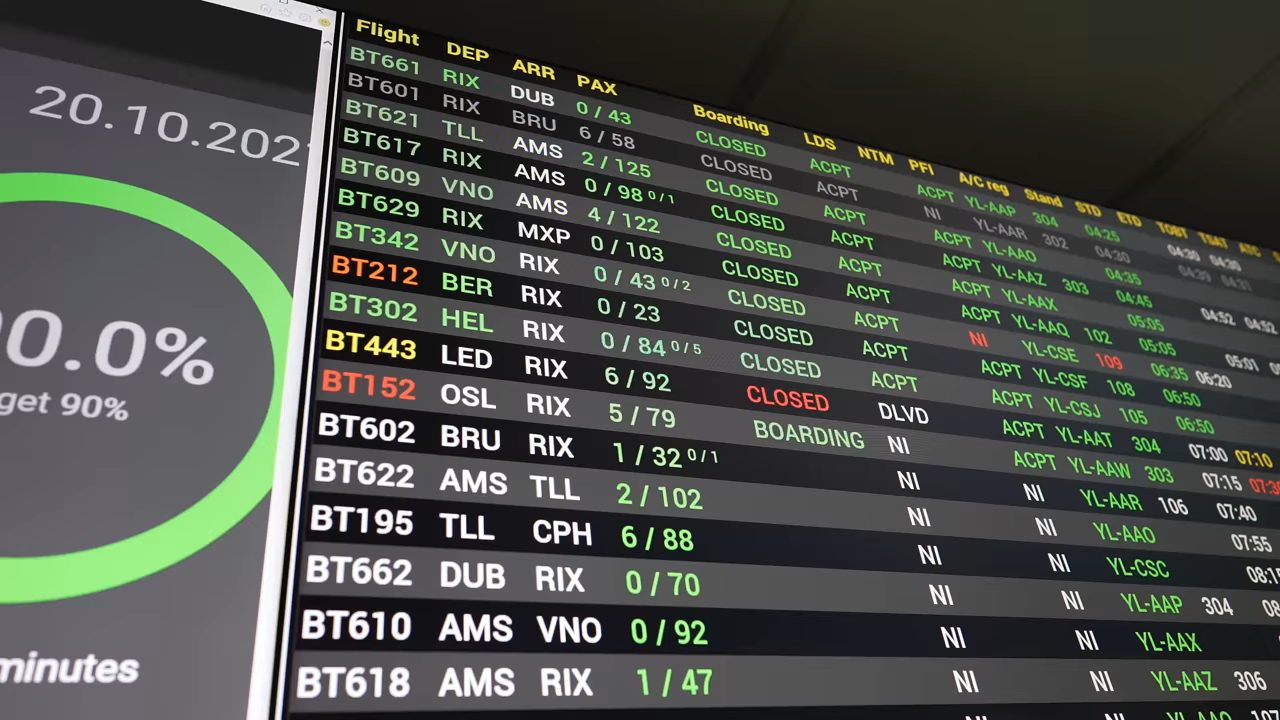 20.10.202
0.0%
get 90%
minutes
Flight DEP ARR PAX Boarding LDS NTM PFI A/C reg Stand STD ETD TOBT TSAT ATC
BT661 RIX DUB 0 / 43 CLOSED ACPT ACPT YL-AAP 304 04:25 04:30 04:30
BT601 RIX BRU 6 / 58 CLOSED ACPT NI YL-AAR 302 04:30 04:39 04:31
BT621 TLL AMS 2 / 125 CLOSED ACPT ACPT YL-AAO 04:35
BT617 RIX AMS 0 / 98 0 / 1 CLOSED ACPT ACPT YL-AAZ 303 04:45 04:52 04:52
BT609 VNO AMS 4 / 122 CLOSED ACPT ACPT YL-AAX 05:05
BT629 RIX MXP 0 / 103 CLOSED ACPT ACPT YL-AAQ 102 05:05 05:01
BT342 VNO RIX 0 / 43 0 / 2 CLOSED ACPT NI YL-CSE 109 06:35 06:20
BT212 BER RIX 0 / 23 CLOSED ACPT ACPT YL-CSF 108 06:50
BT302 HEL RIX 0 / 84 0 / 5 CLOSED ACPT ACPT YL-CSJ 105 06:50
BT443 LED RIX 6 / 92 CLOSED DLVD ACPT YL-AAT 304 07:00 07:10
BT152 OSL RIX 5 / 79 BOARDING NI ACPT YL-AAW 303 07:15
BT602 BRU RIX 1 / 32 0 / 1 NI NI YL-AAR 106 07:40
BT622 AMS TLL 2 / 102 NI NI YL-AAO 07:55
BT195 TLL CPH 6 / 88 NI NI YL-CSC
BT662 DUB RIX 0 / 70 NI NI YL-AAP 304
BT610 AMS VNO 0 / 92 NI NI YL-AAX
BT618 AMS RIX 1 / 47 NI NI YL-AAZ 306